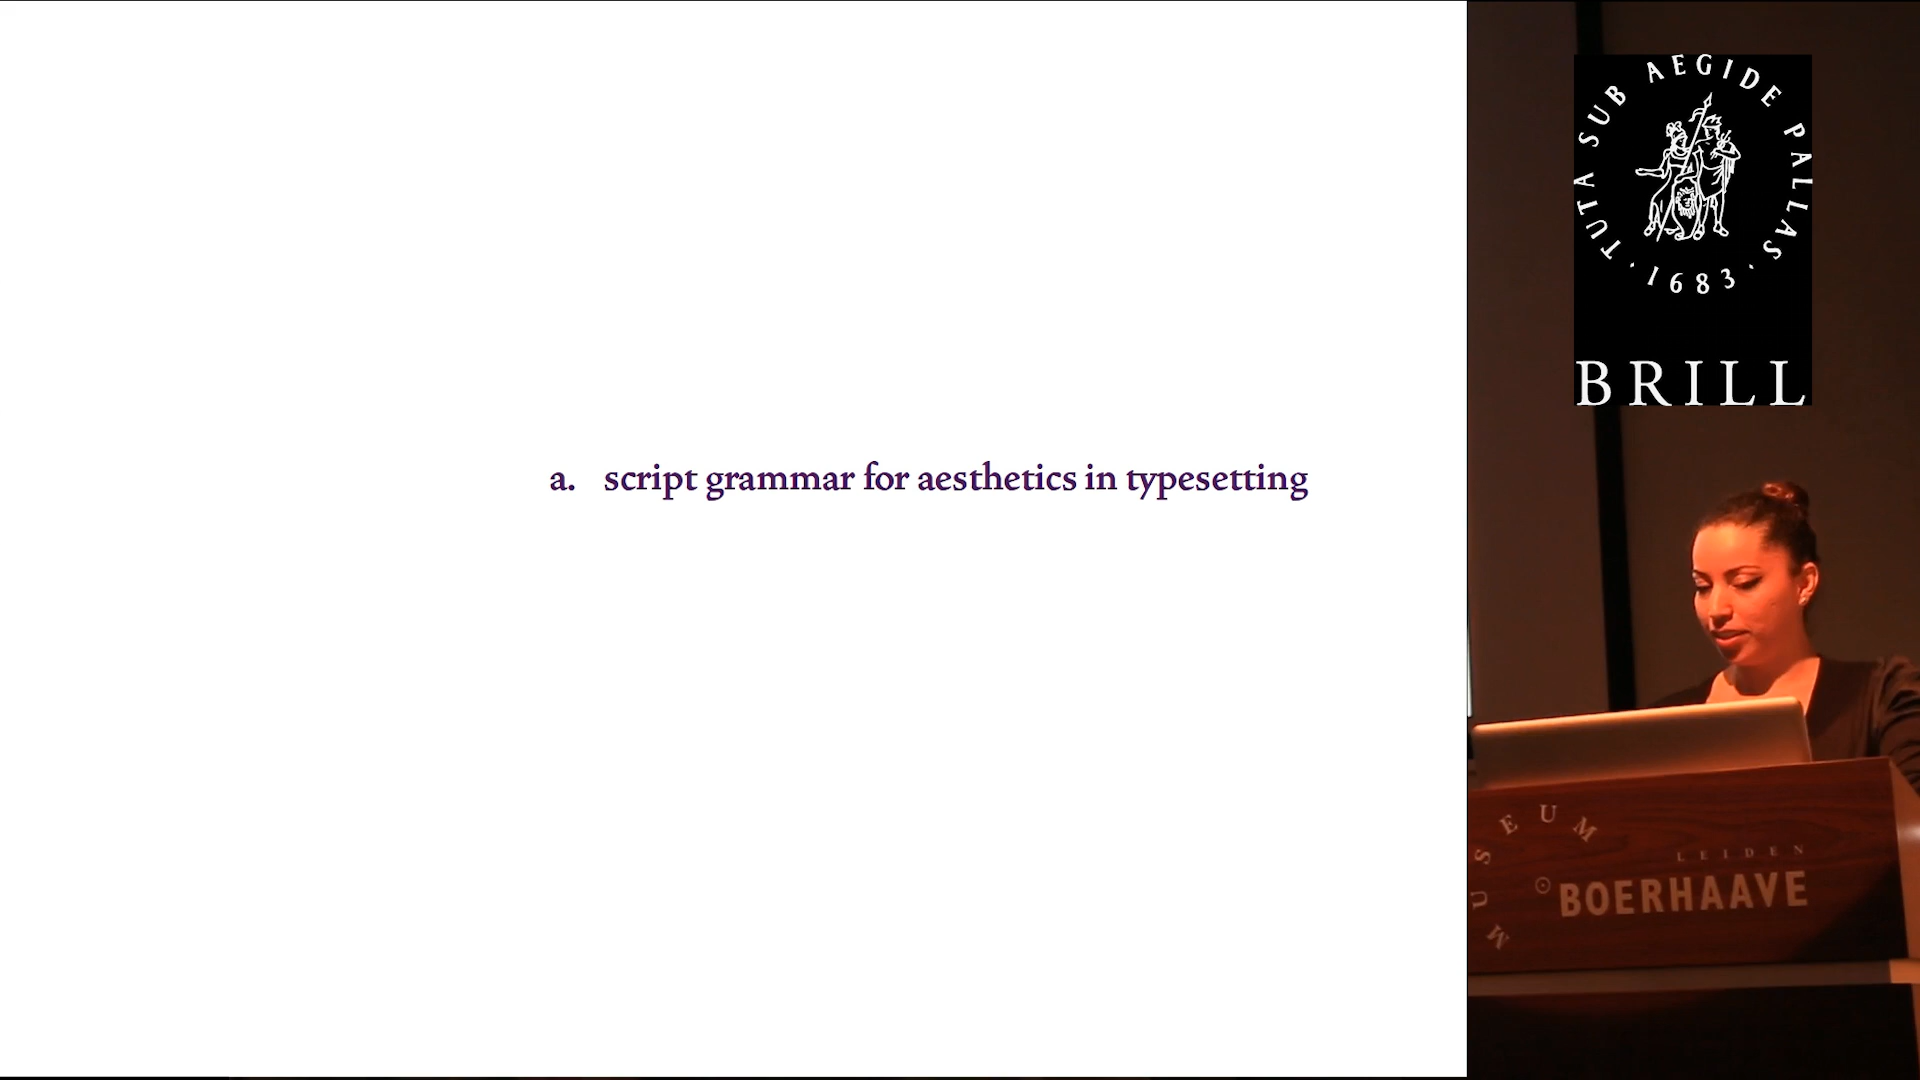 a. script grammar for aesthetics in typesetting
TUTA SUB AEGIDE PALLAS · 1683 ·
BRILL
MUSEUM
LEIDEN
BOERHAAVE